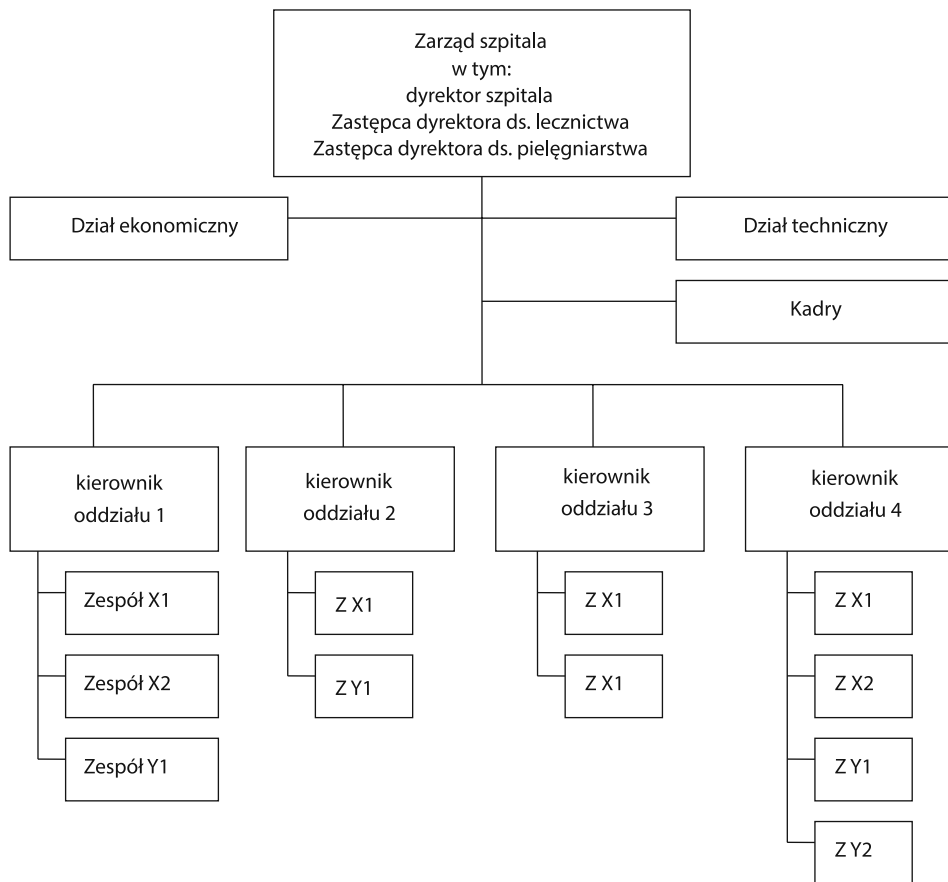 Zarząd szpitala
w tym:
dyrektor szpitala
Zastępca dyrektora ds. lecznictwa
Zastępca dyrektora ds. pielęgniarstwa
Dział ekonomiczny
Dział techniczny
Kadry
kierownik
oddziału 1
kierownik
oddziału 2
kierownik
oddziału 3
kierownik
oddziału 4
Zespół X1
Zespół X2
Zespół Y1
Z X1
Z Y1
Z X1
Z X1
Z X1
Z X2
Z Y1
Z Y2